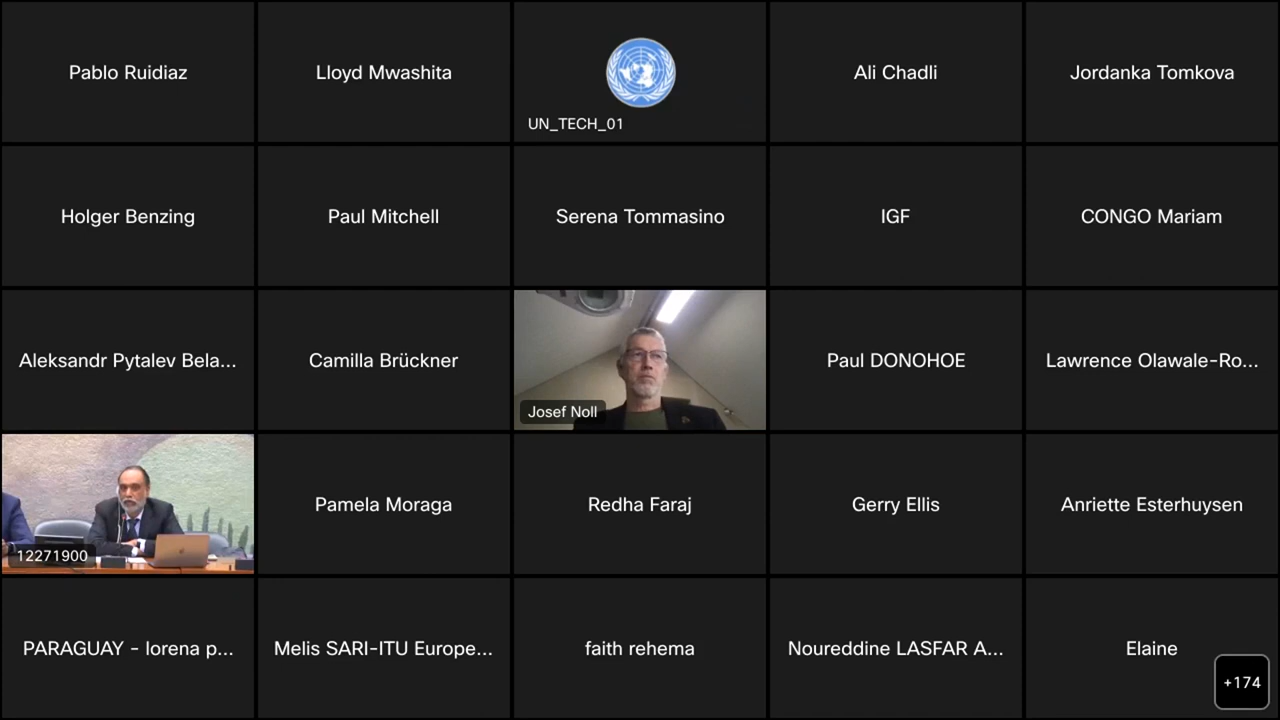 Pablo Ruidiaz
Lloyd Mwashita
UN_TECH_01
Ali Chadli
Jordanka Tomkova
Holger Benzing
Paul Mitchell
Serena Tommasino
IGF
CONGO Mariam
Aleksandr Pytalev Bela...
Camilla Brückner
Josef Noll
Paul DONOHOE
Lawrence Olawale-Ro...
12271900
Pamela Moraga
Redha Faraj
Gerry Ellis
Anriette Esterhuysen
PARAGUAY - lorena p...
Melis SARI-ITU Europe...
faith rehema
Noureddine LASFAR A...
Elaine
+174